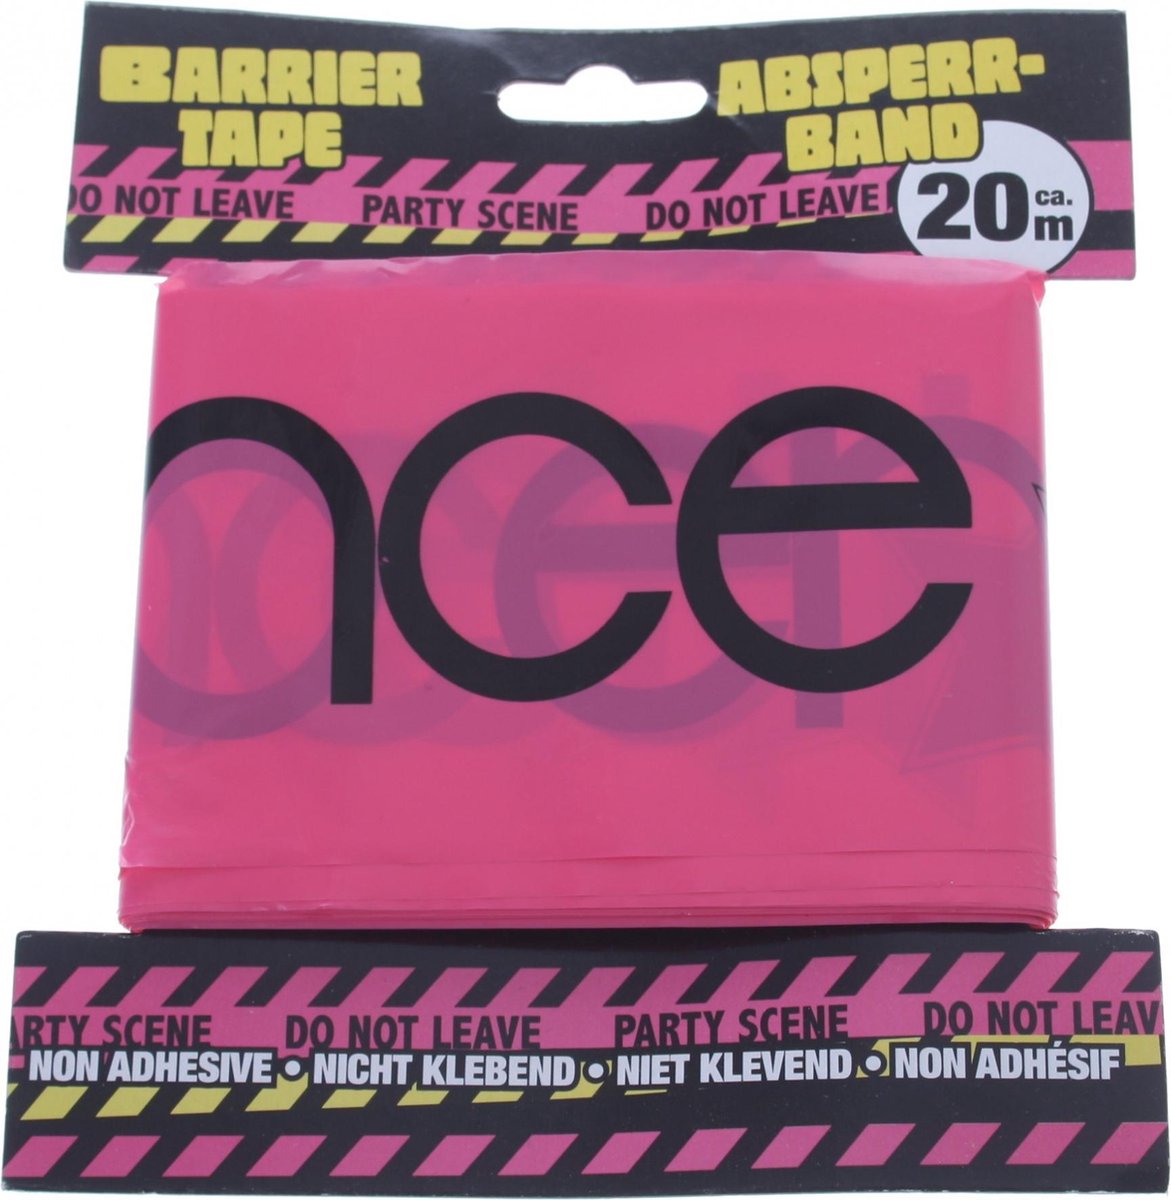 BARRIER
TAPE
ABSPERR-
BAND
DO NOT LEAVE PARTY SCENE DO NOT LEAVE
20 ca. m
nce
ARTY SCENE DO NOT LEAVE PARTY SCENE DO NOT LEAV
NON ADHESIVE • NICHT KLEBEND • NIET KLEVEND • NON ADHÉSIF